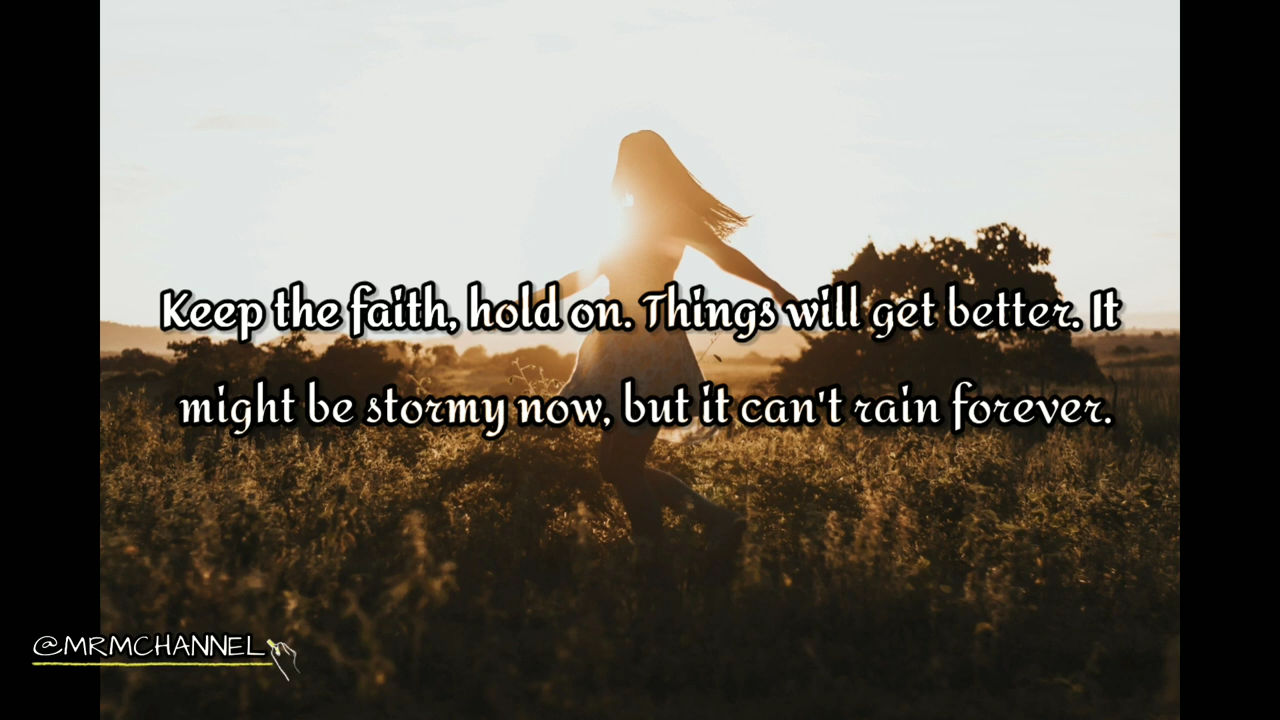 Keep the faith, hold on. Things will get better. It
might be stormy now, but it can't rain forever.
@MRMCHANNEL